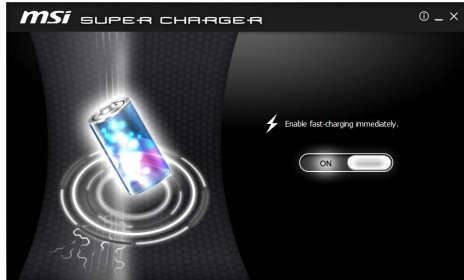 msi SUPER CHARGER
Enable fast-charging immediately.
ON